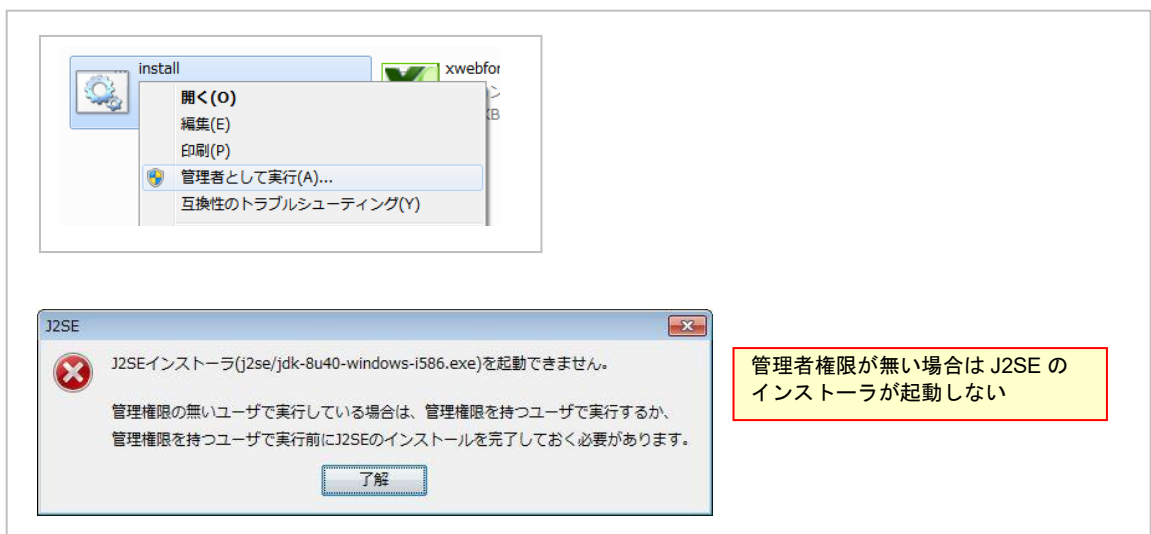 install
xwebfor
開く(O)
編集(E)
印刷(P)
管理者として実行(A)...
互換性のトラブルシューティング(Y)
J2SE
J2SEインストーラ(j2se/jdk-8u40-windows-i586.exe)を起動できません。
管理権限の無いユーザで実行している場合は、管理権限を持つユーザで実行するか、
管理権限を持つユーザで実行前にJ2SEのインストールを完了しておく必要があります。
了解
管理者権限が無い場合は J2SE の
インストーラが起動しない